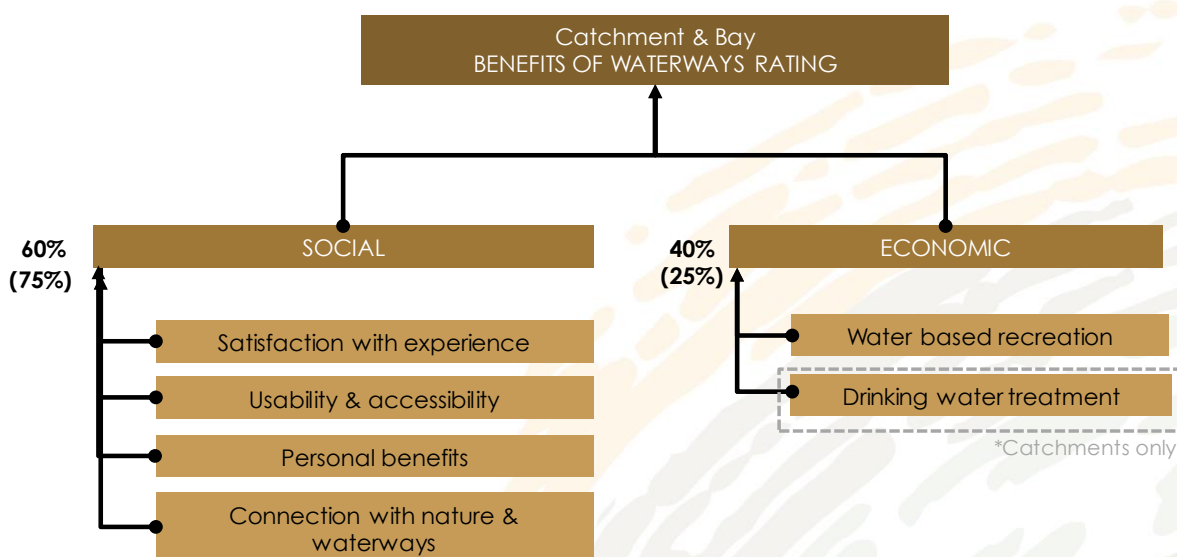 Catchment & Bay
BENEFITS OF WATERWAYS RATING
60%
(75%)
SOCIAL
Satisfaction with experience
Usability & accessibility
Personal benefits
Connection with nature &
waterways
40%
(25%)
ECONOMIC
Water based recreation
Drinking water treatment
*Catchments only